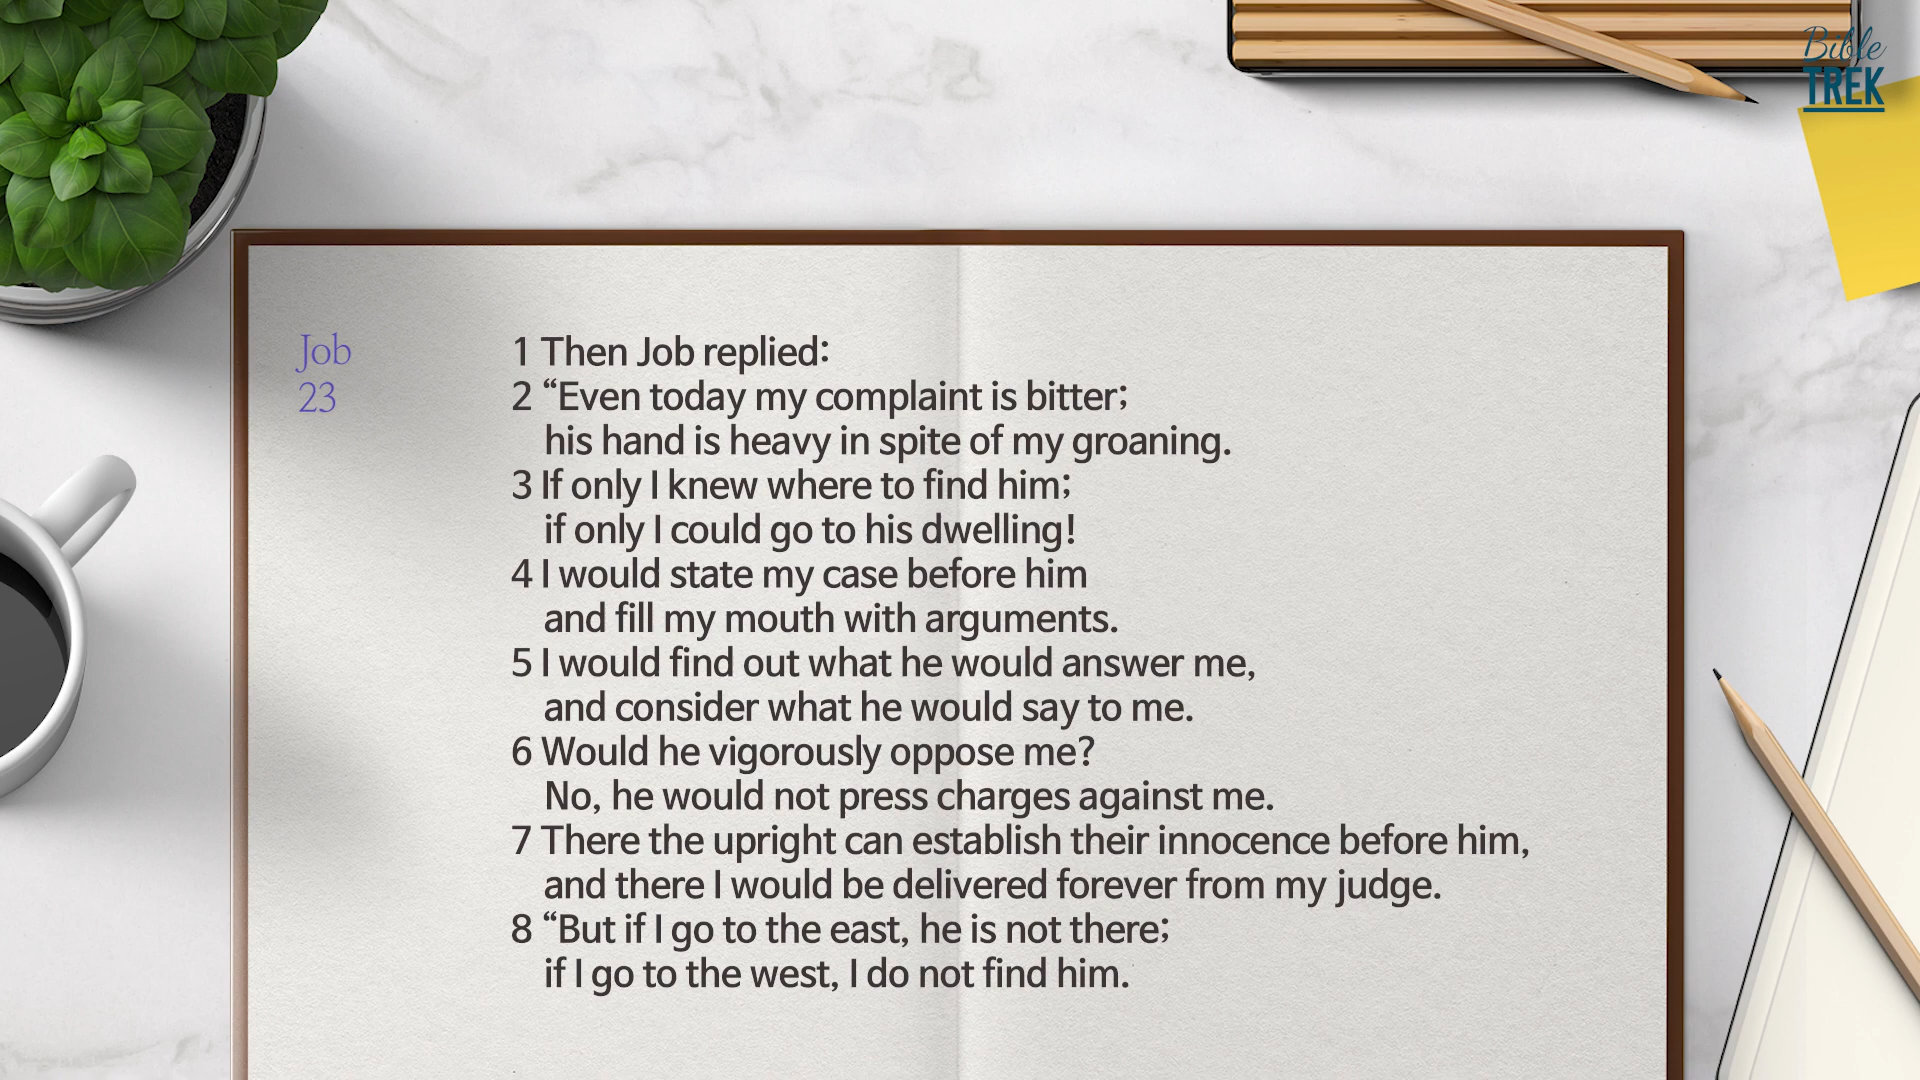 Bible
TREK
Job
23
1 Then Job replied:
2 “Even today my complaint is bitter;
his hand is heavy in spite of my groaning.
3 If only I knew where to find him;
if only I could go to his dwelling!
4 I would state my case before him
and fill my mouth with arguments.
5 I would find out what he would answer me,
and consider what he would say to me.
6 Would he vigorously oppose me?
No, he would not press charges against me.
7 There the upright can establish their innocence before him,
and there I would be delivered forever from my judge.
8 “But if I go to the east, he is not there;
if I go to the west, I do not find him.